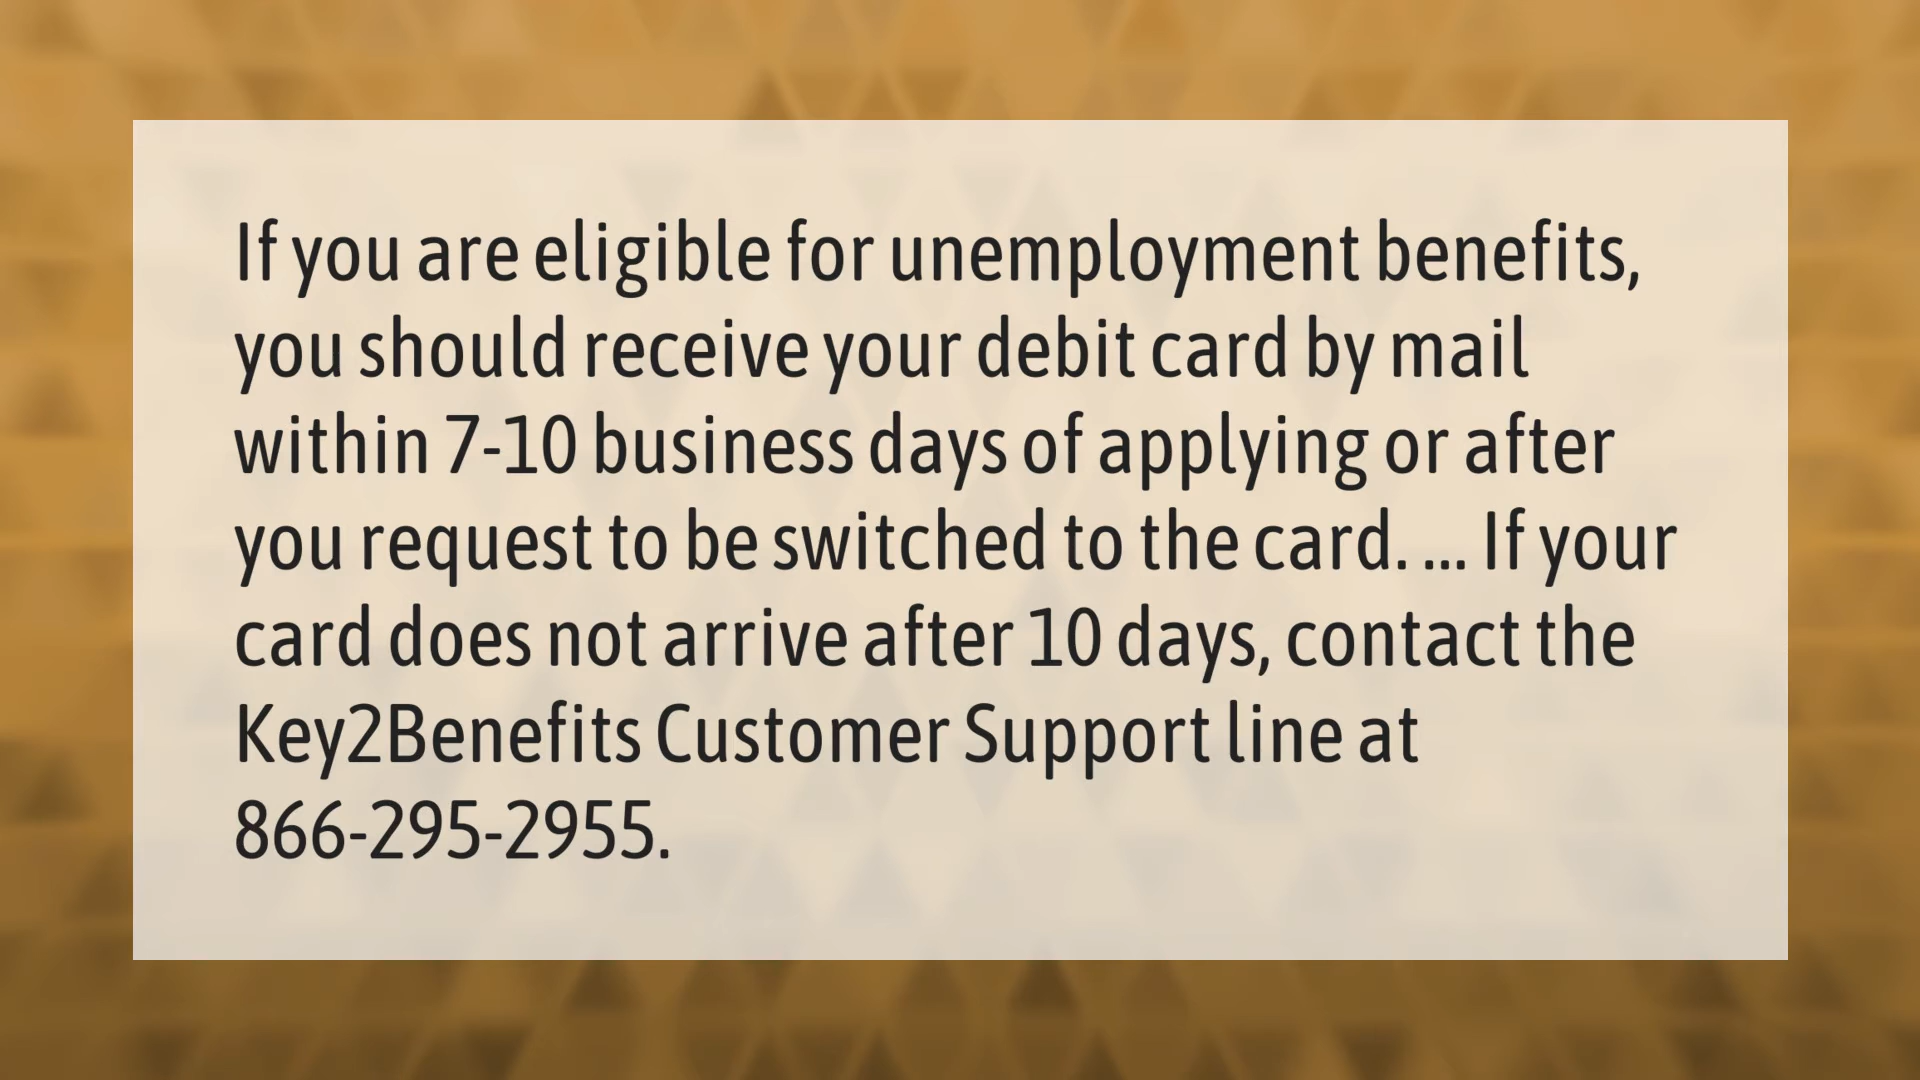 If you are eligible for unemployment benefits,
you should receive your debit card by mail
within 7-10 business days of applying or after
you request to be switched to the card. ... If your
card does not arrive after 10 days, contact the
Key2Benefits Customer Support line at
866-295-2955.